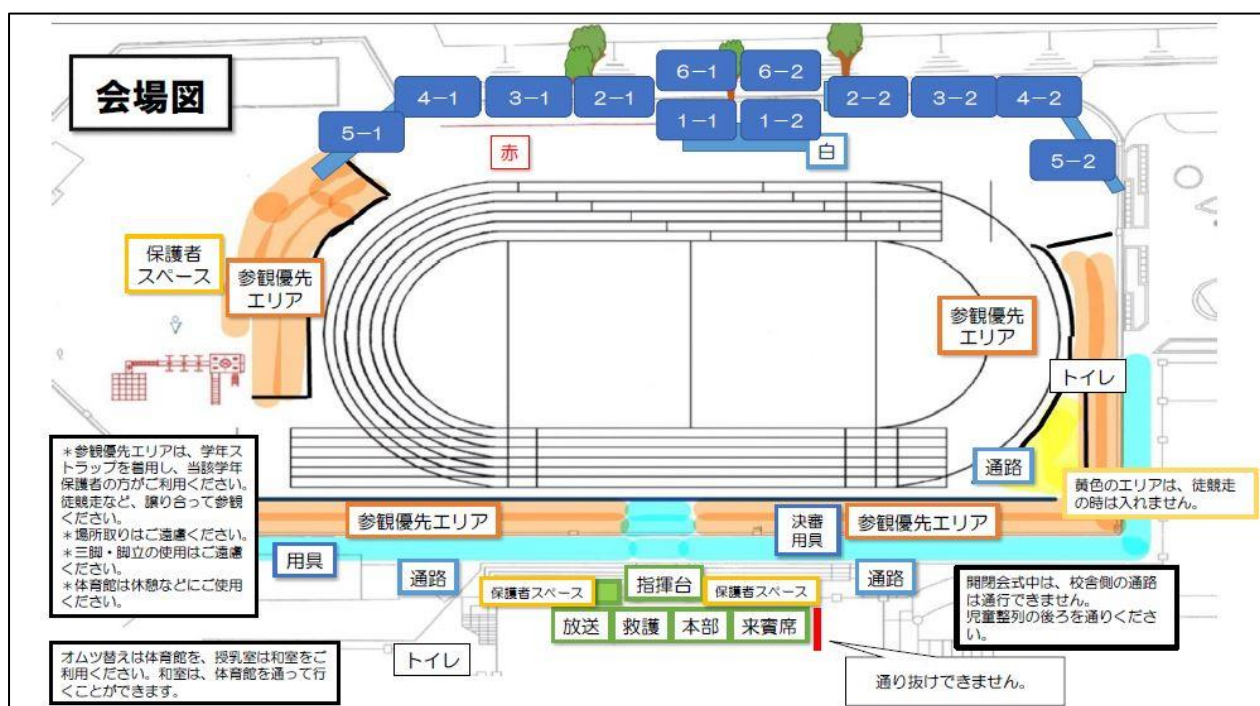 会場図
6－1
6－2
4－1
3－1
2－1
2－2
3－2
4－2
1－1
1－2
5－1
5－2
赤
白
保護者
スペース
参観優先
エリア
参観優先
エリア
トイレ
通路
黄色のエリアは、徒競走
の時は入れません。
＊参観優先エリアは、学年ス
トラップを着用し、当該学年
保護者の方がご利用ください。
徒競走など、譲り合って参観
ください。
＊場所取りはご遠慮ください。
＊三脚・脚立の使用はご遠慮
ください。
＊体育館は休憩などにご使用
ください。
参観優先エリア
決審
用具
参観優先エリア
用具
通路
保護者スペース
指揮台
保護者スペース
通路
放送
救護
本部
来賓席
開閉会式中は、校舎側の通路
は通行できません。
児童整列の後ろを通りくださ
い。
トイレ
オムツ替えは体育館を、授乳室は和室をご
利用ください。和室は、体育館を通って行
くことができます。
通り抜けできません。